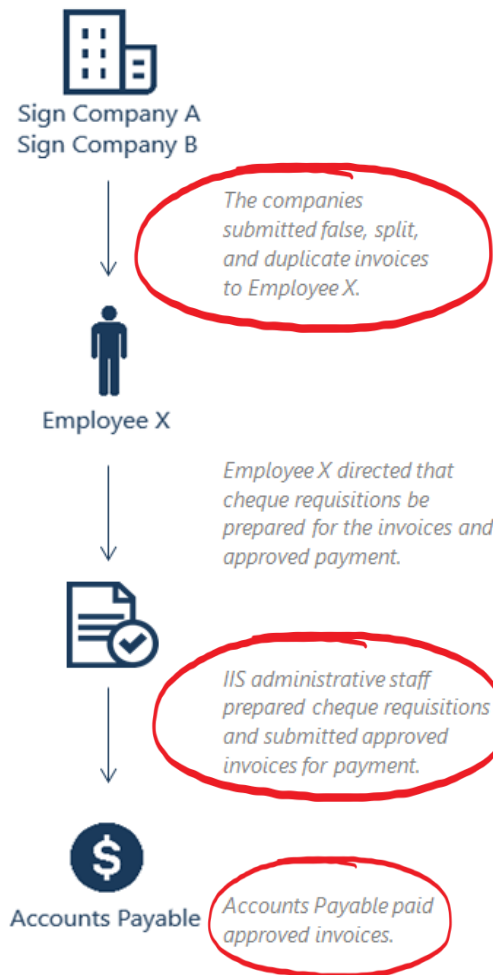 Sign Company A
Sign Company B
The companies
submitted false, split,
and duplicate invoices
to Employee X.
Employee X
Employee X directed that
cheque requisitions be
prepared for the invoices and
approved payment.
IIS administrative staff
prepared cheque requisitions
and submitted approved
invoices for payment.
$
Accounts Payable
Accounts Payable paid
approved invoices.